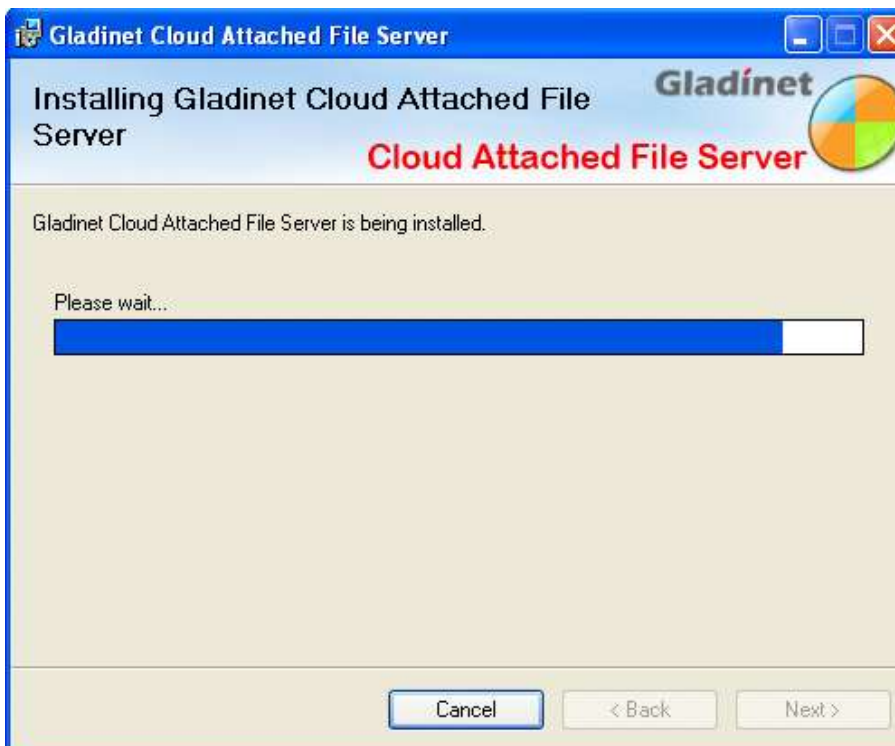 Gladinet Cloud Attached File Server
Gladinet
Installing Gladinet Cloud Attached File
Server
Cloud Attached File Server
Gladinet Cloud Attached File Server is being installed.
Please wait...
Cancel
< Back
Next >